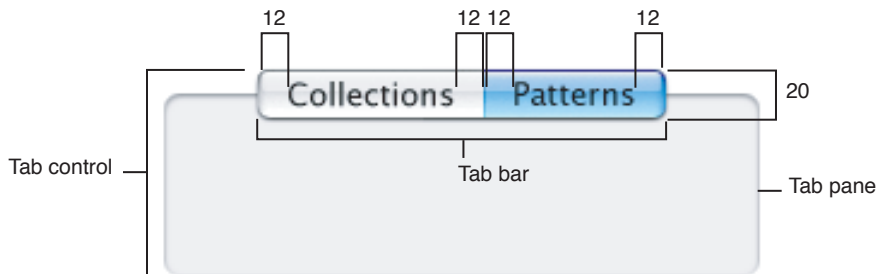 12 12 12 12
Collections Patterns
20
Tab control
Tab bar
Tab pane